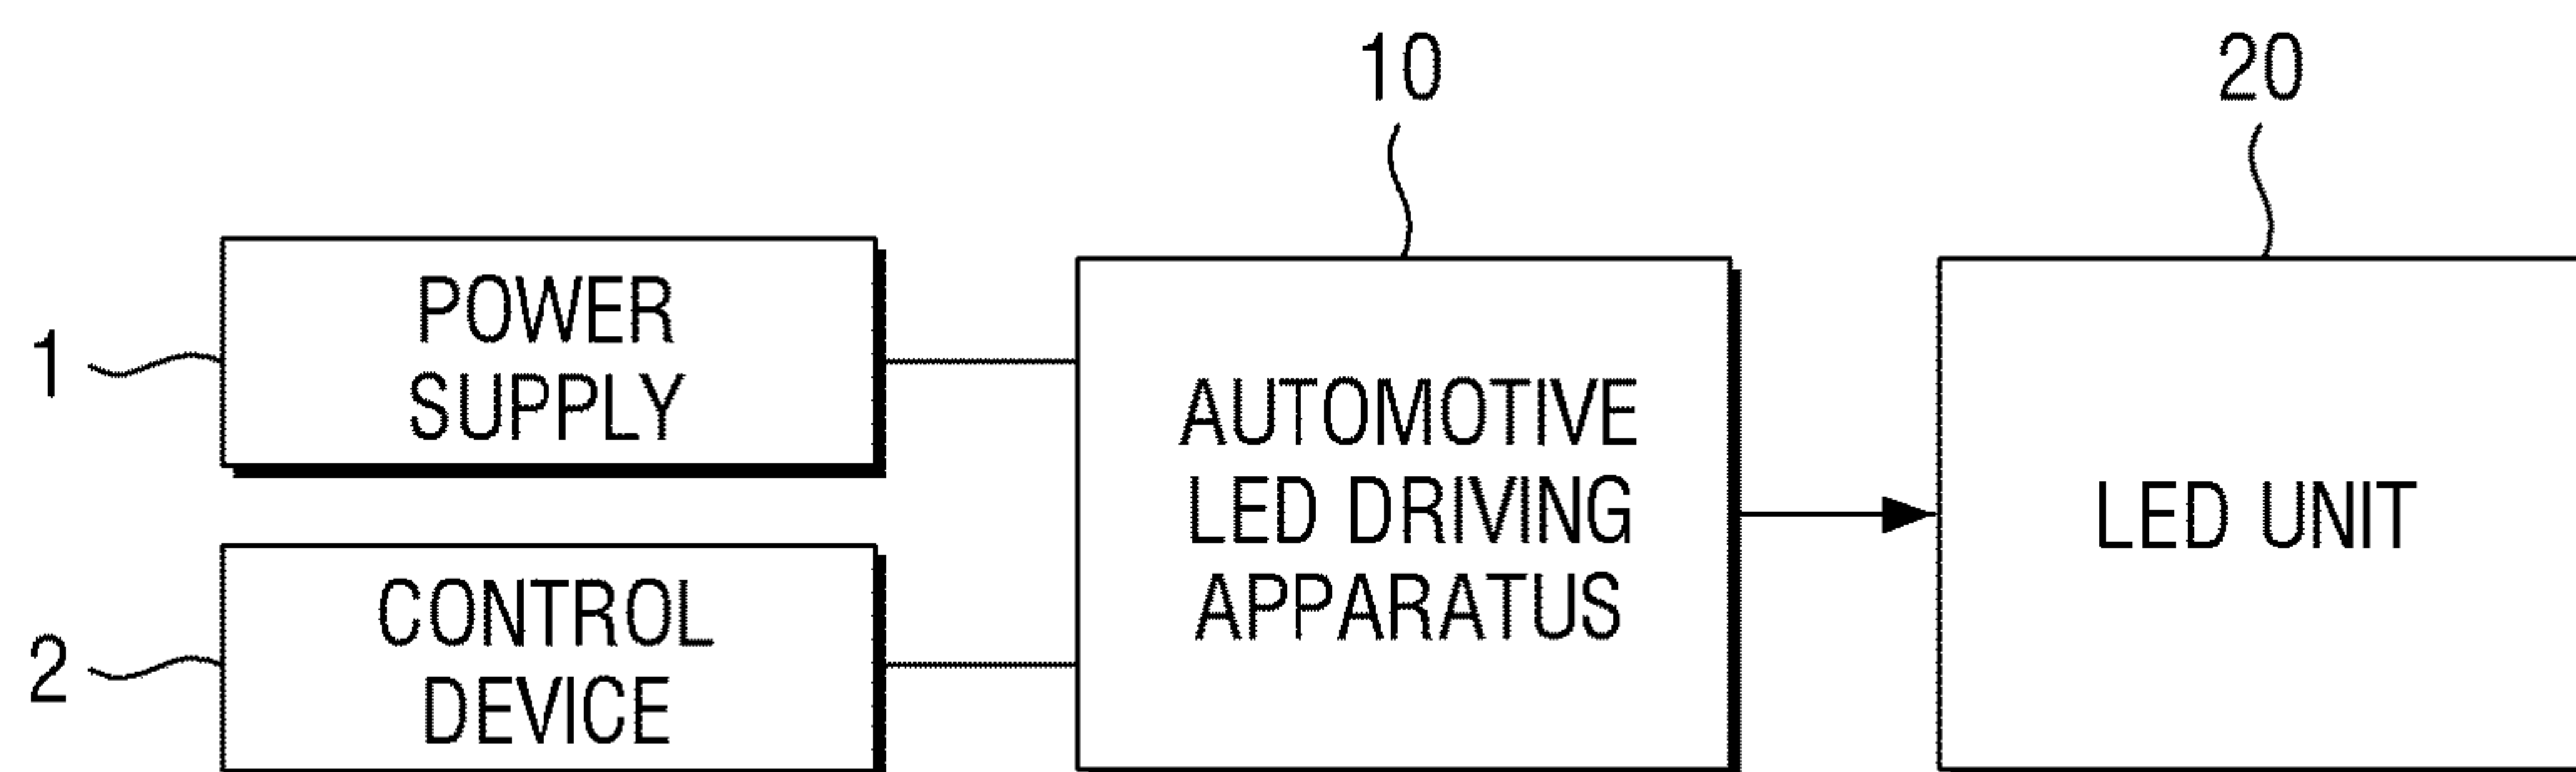 10
20
1
POWER
SUPPLY
AUTOMOTIVE
LED DRIVING
APPARATUS
LED UNIT
2
CONTROL
DEVICE